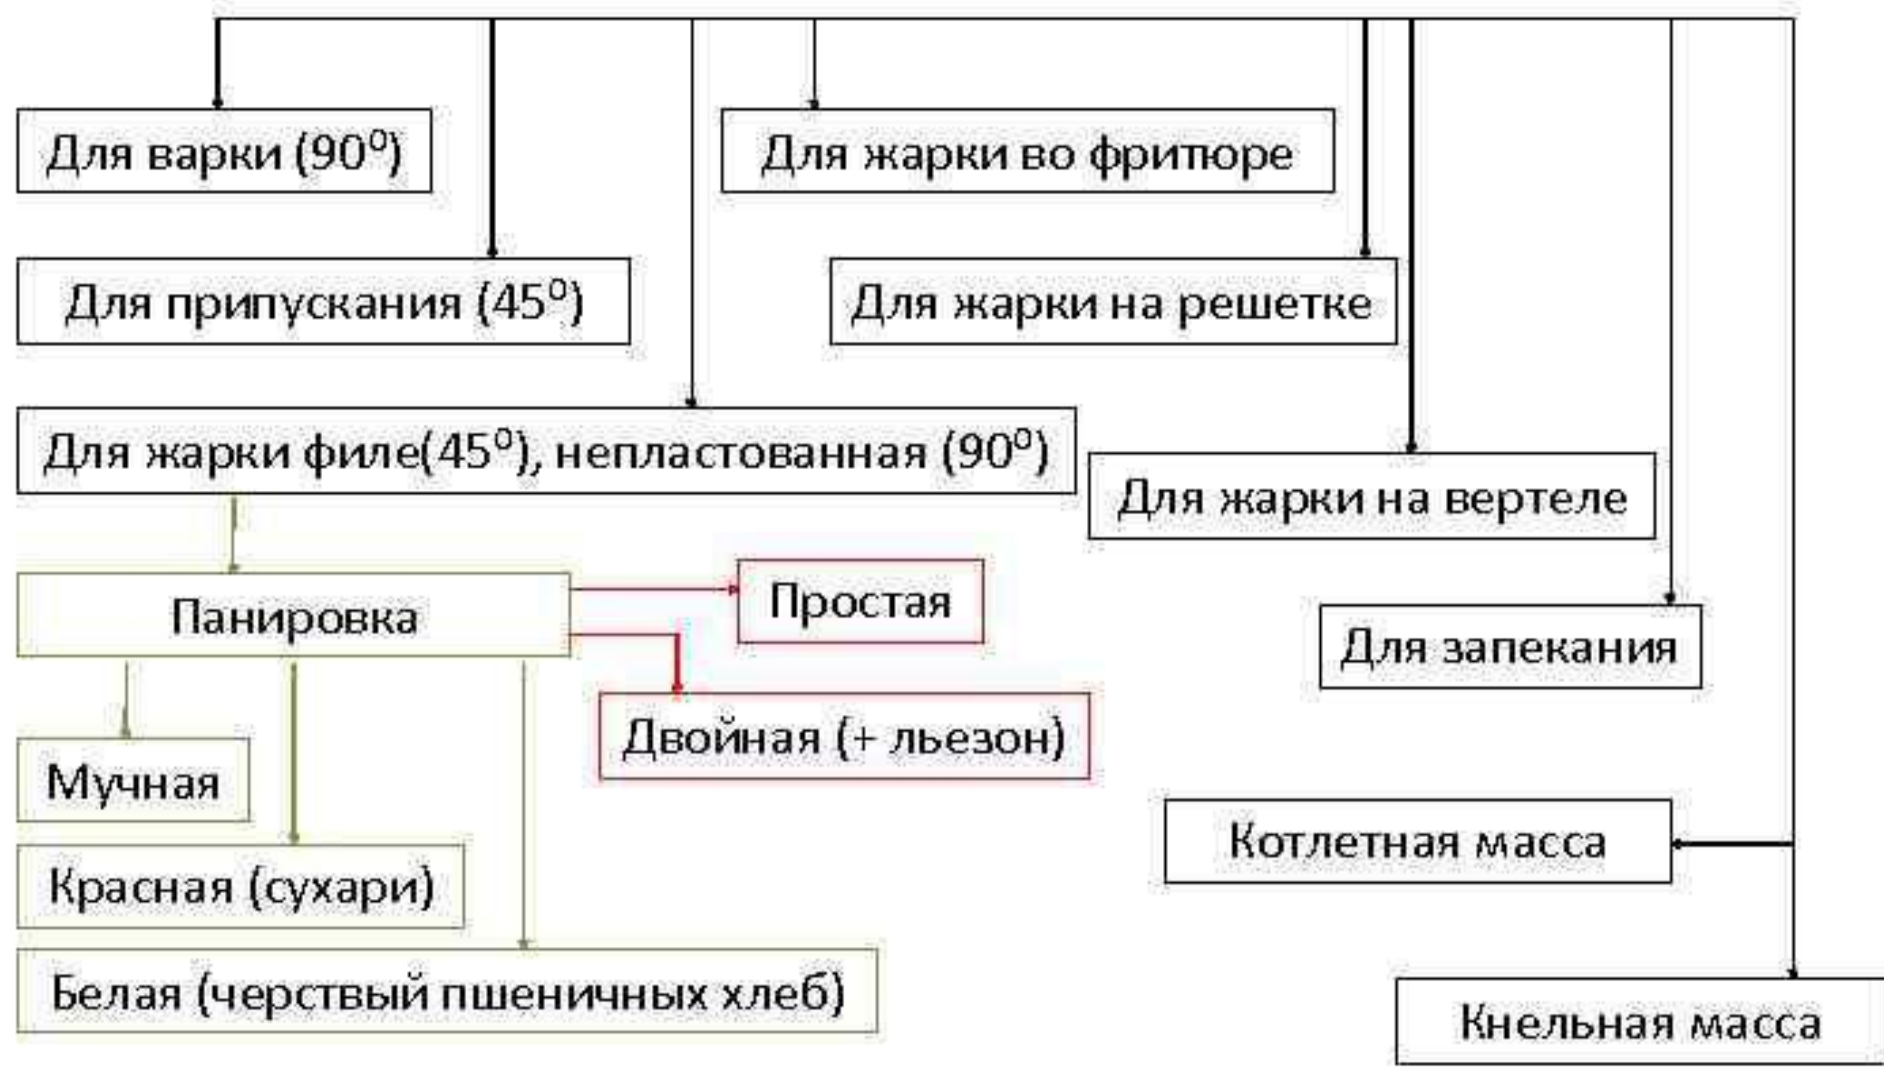 Для варки (90⁰)
Для жарки во фритюре
Для припускания (45⁰)
Для жарки на решетке
Для жарки филе(45⁰), непластованная (90⁰)
Для жарки на вертеле
Панировка
Простая
Для запекания
Двойная (+ льезон)
Мучная
Котлетная масса
Красная (сухари)
Белая (черствый пшеничных хлеб)
Кнельная масса